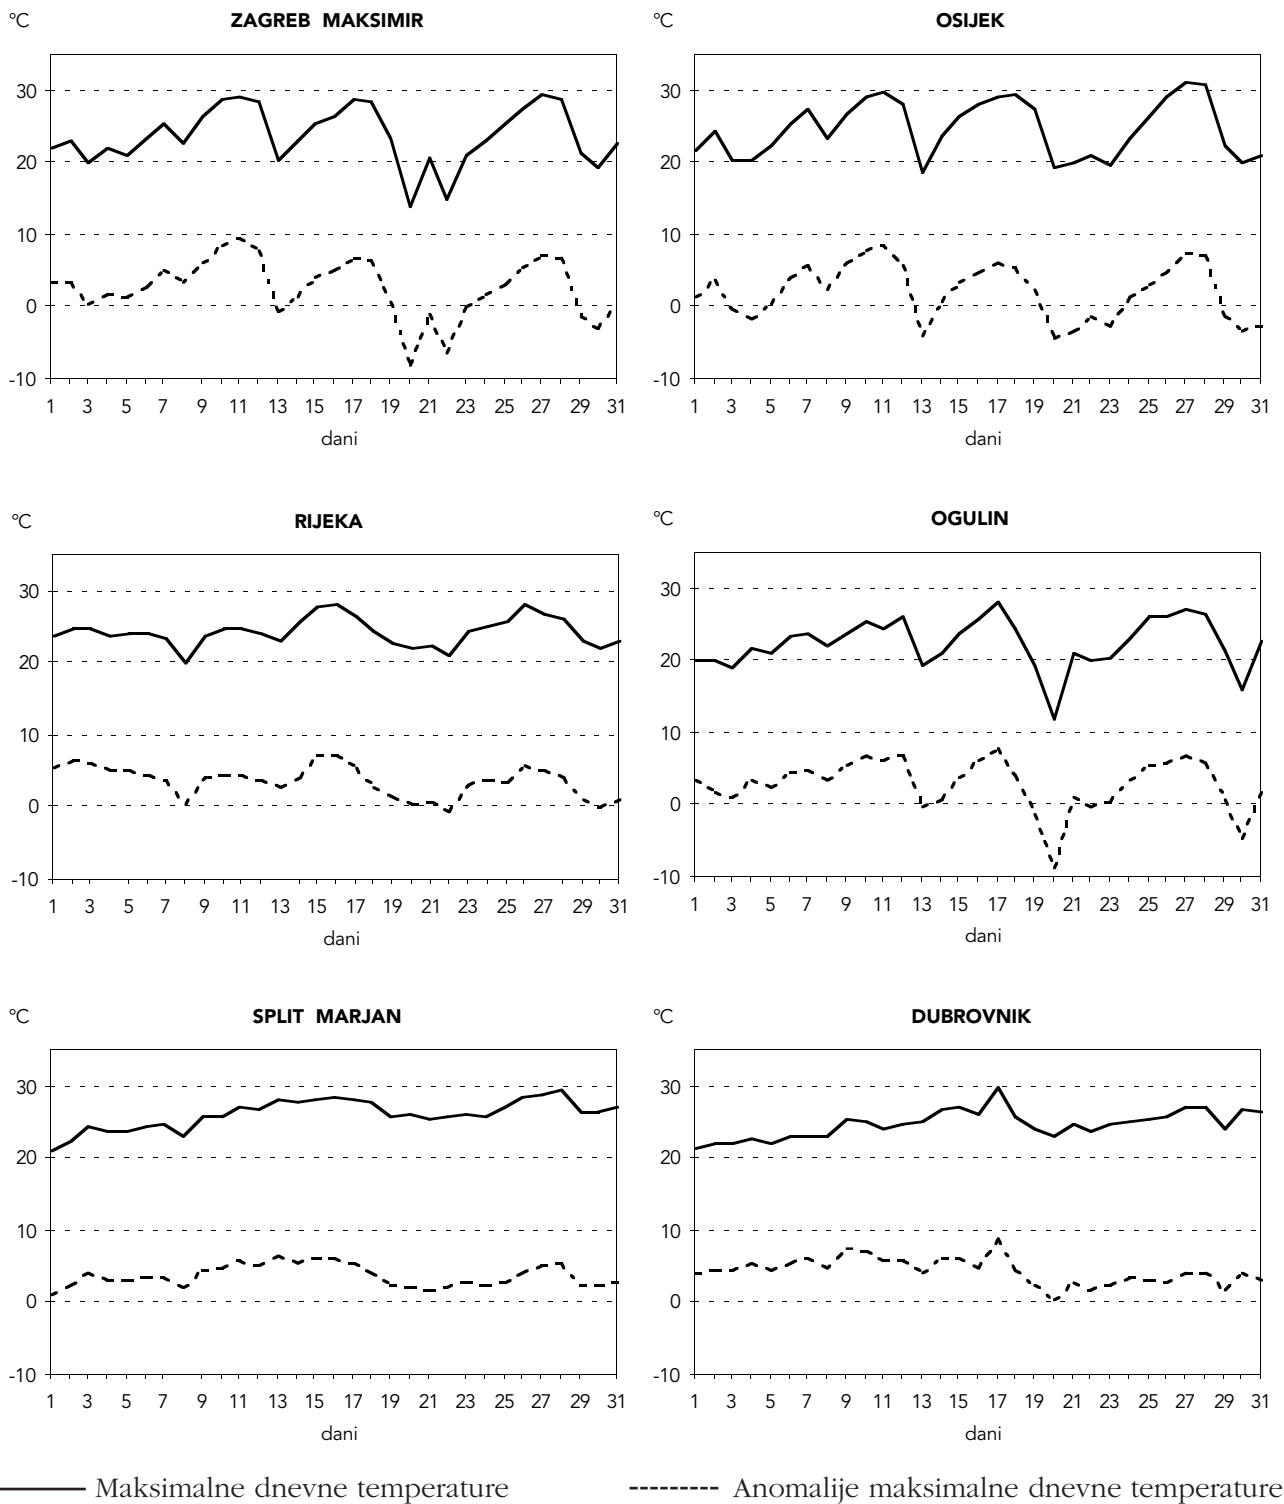 °C ZAGREB MAKSIMIR
30
20
10
0
-10
1 3 5 7 9 11 13 15 17 19 21 23 25 27 29 31
dani
°C OSIJEK
30
20
10
0
-10
1 3 5 7 9 11 13 15 17 19 21 23 25 27 29 31
dani
°C RIJEKA
30
20
10
0
-10
1 3 5 7 9 11 13 15 17 19 21 23 25 27 29 31
dani
°C OGULIN
30
20
10
0
-10
1 3 5 7 9 11 13 15 17 19 21 23 25 27 29 31
dani
°C SPLIT MARJAN
30
20
10
0
-10
1 3 5 7 9 11 13 15 17 19 21 23 25 27 29 31
dani
°C DUBROVNIK
30
20
10
0
-10
1 3 5 7 9 11 13 15 17 19 21 23 25 27 29 31
dani
Maksimalne dnevne temperature
Anomalije maksimalne dnevne temperature